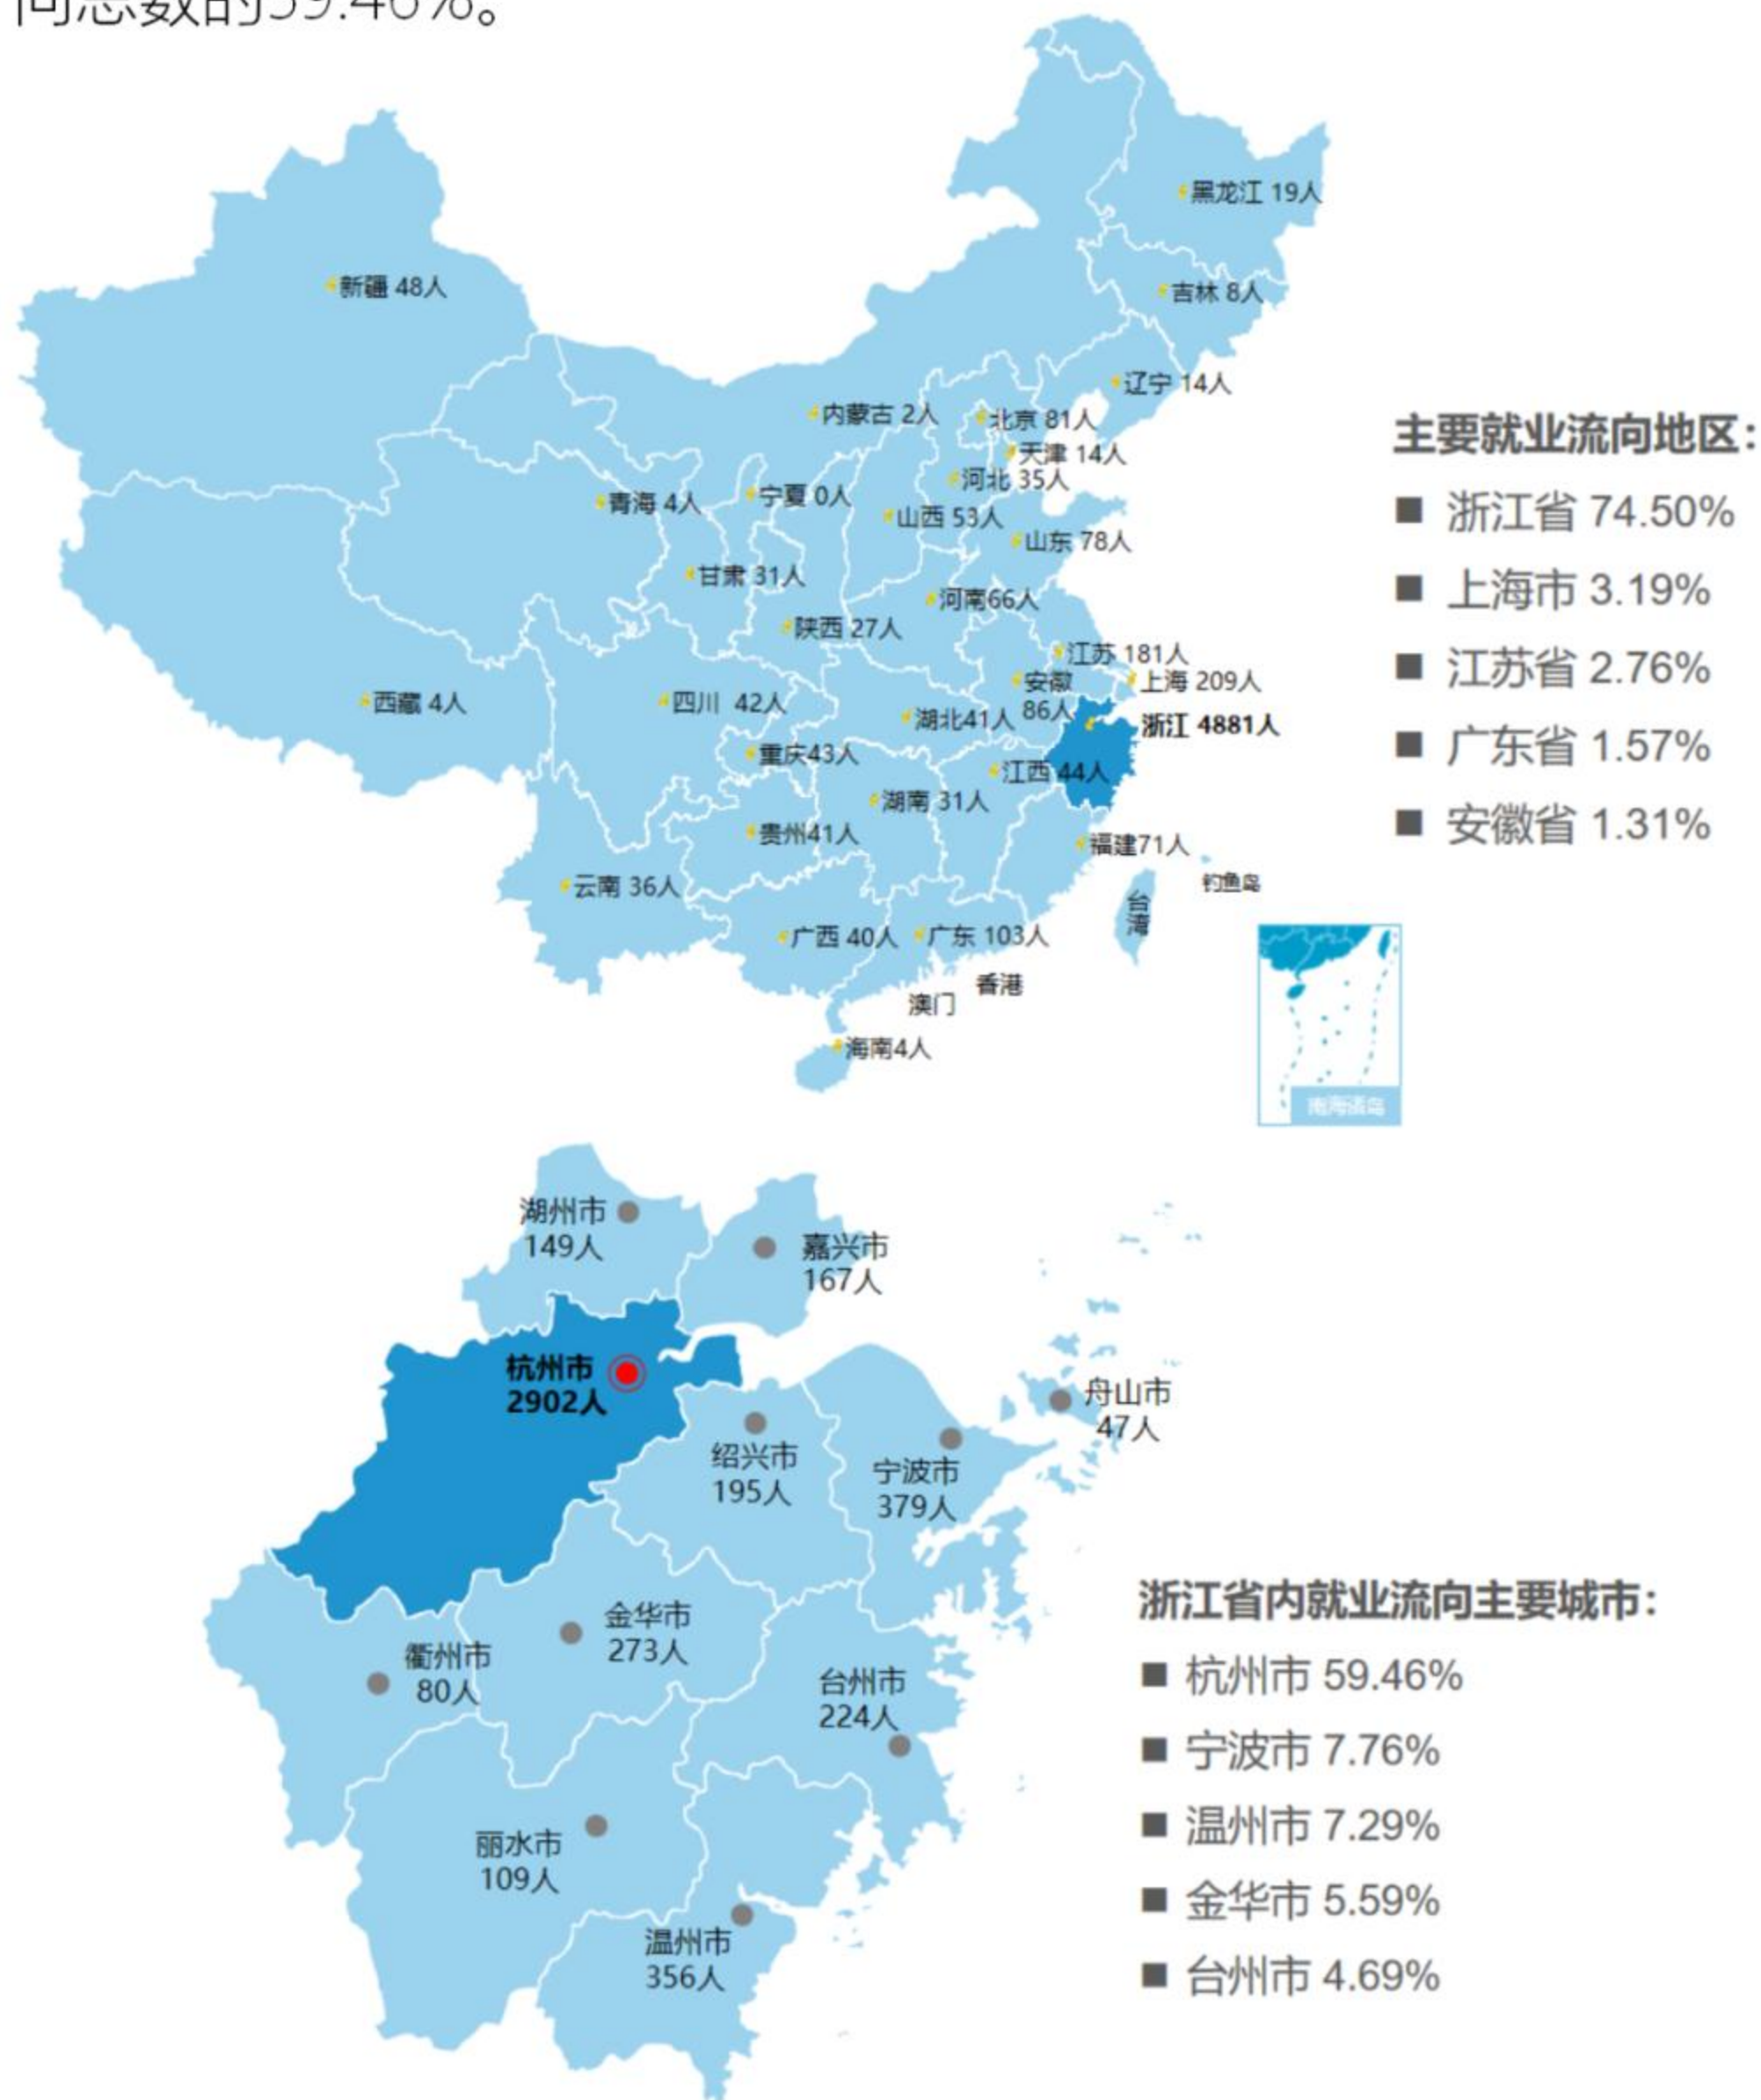 向总数的59.46%。
黑龙江 19人
新疆 48人
吉林 8人
辽宁 14人
内蒙古 2人
北京 81人
天津 14人
河北 35人
青海 4人
宁夏 0人
山西 53人
山东 78人
甘肃 31人
河南66人
陕西 27人
江苏 181人
安徽
86人
上海 209人
西藏 4人
四川 42人
湖北41人
浙江 4881人
重庆43人
江西 44人
湖南 31人
贵州41人
福建71人
云南 36人
钓鱼岛
台
湾
广西 40人
广东 103人
香港
澳门
海南4人
南海诸岛
主要就业流向地区：
■ 浙江省 74.50%
■ 上海市 3.19%
■ 江苏省 2.76%
■ 广东省 1.57%
■ 安徽省 1.31%
湖州市
149人
嘉兴市
167人
杭州市
2902人
舟山市
47人
绍兴市
195人
宁波市
379人
金华市
273人
衢州市
80人
台州市
224人
丽水市
109人
温州市
356人
浙江省内就业流向主要城市：
■ 杭州市 59.46%
■ 宁波市 7.76%
■ 温州市 7.29%
■ 金华市 5.59%
■ 台州市 4.69%